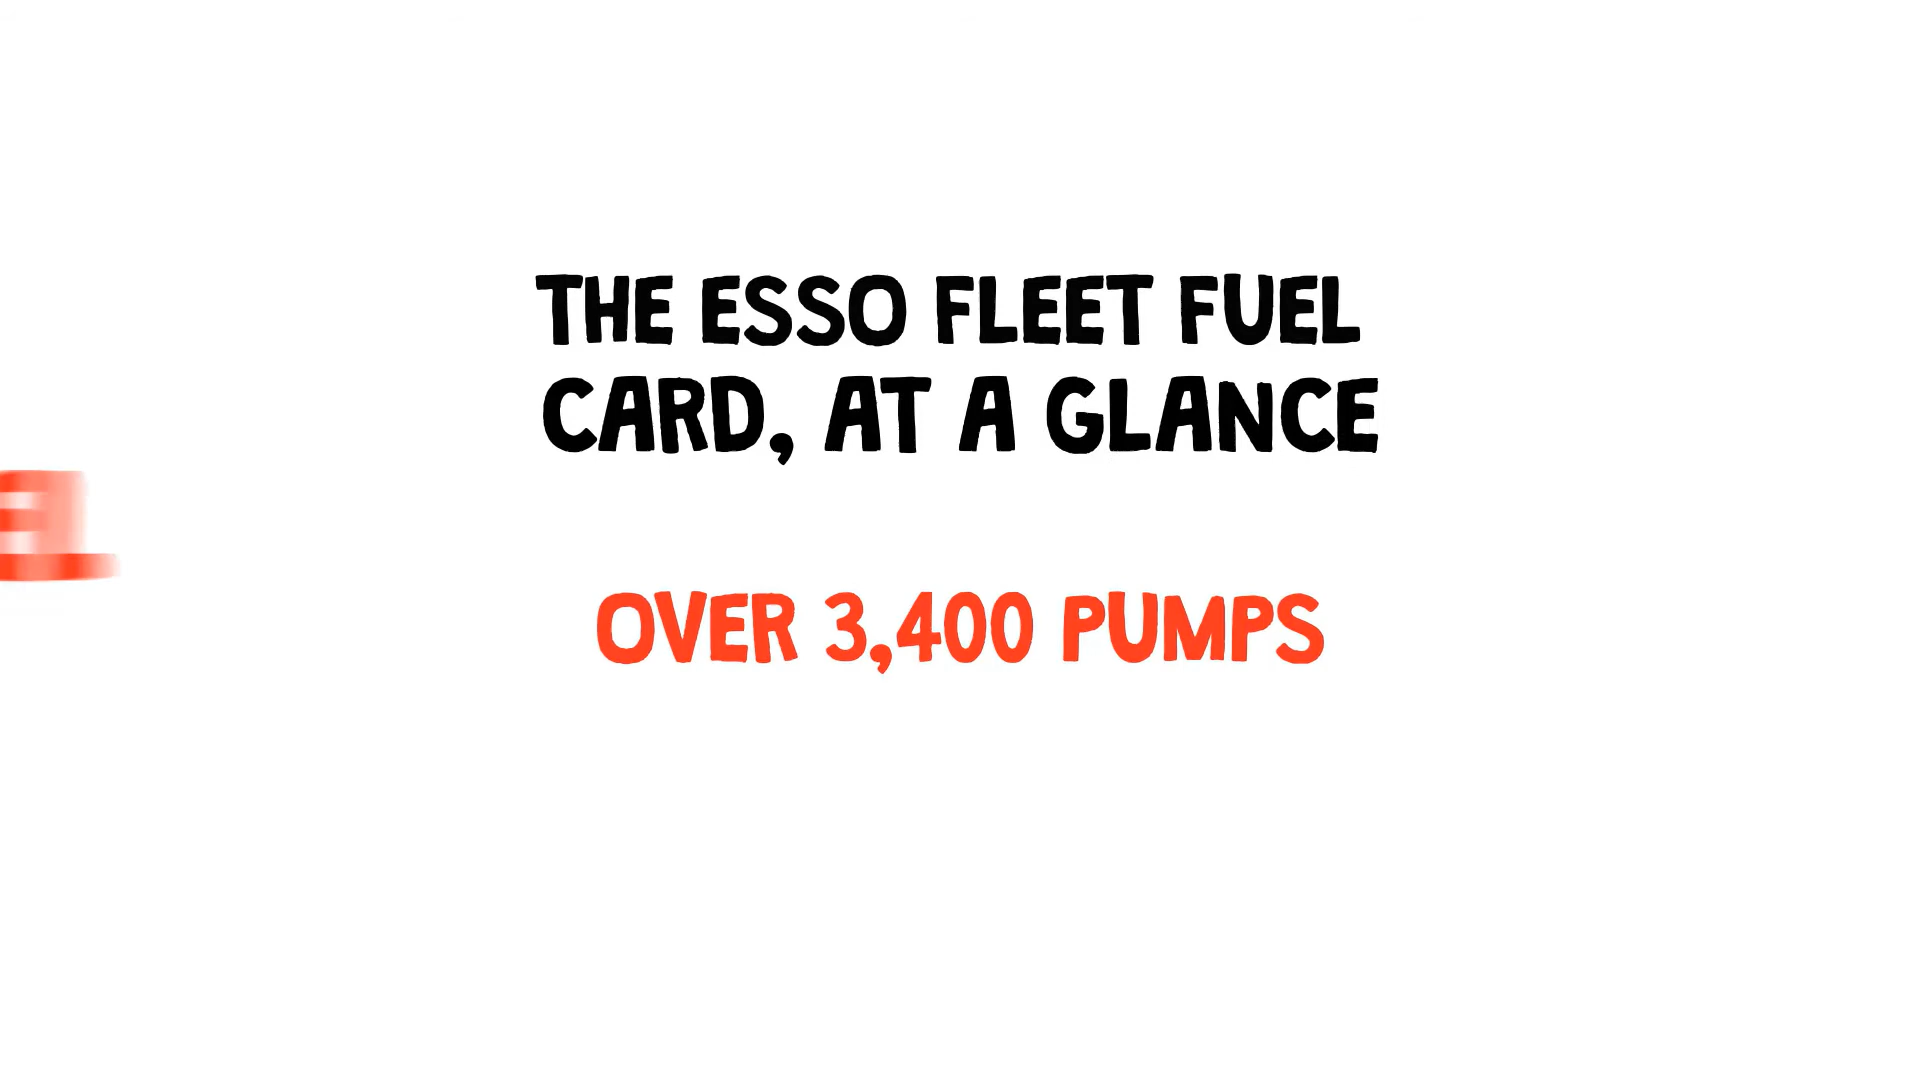 THE ESSO FLEET FUEL
CARD, AT A GLANCE
OVER 3,400 PUMPS